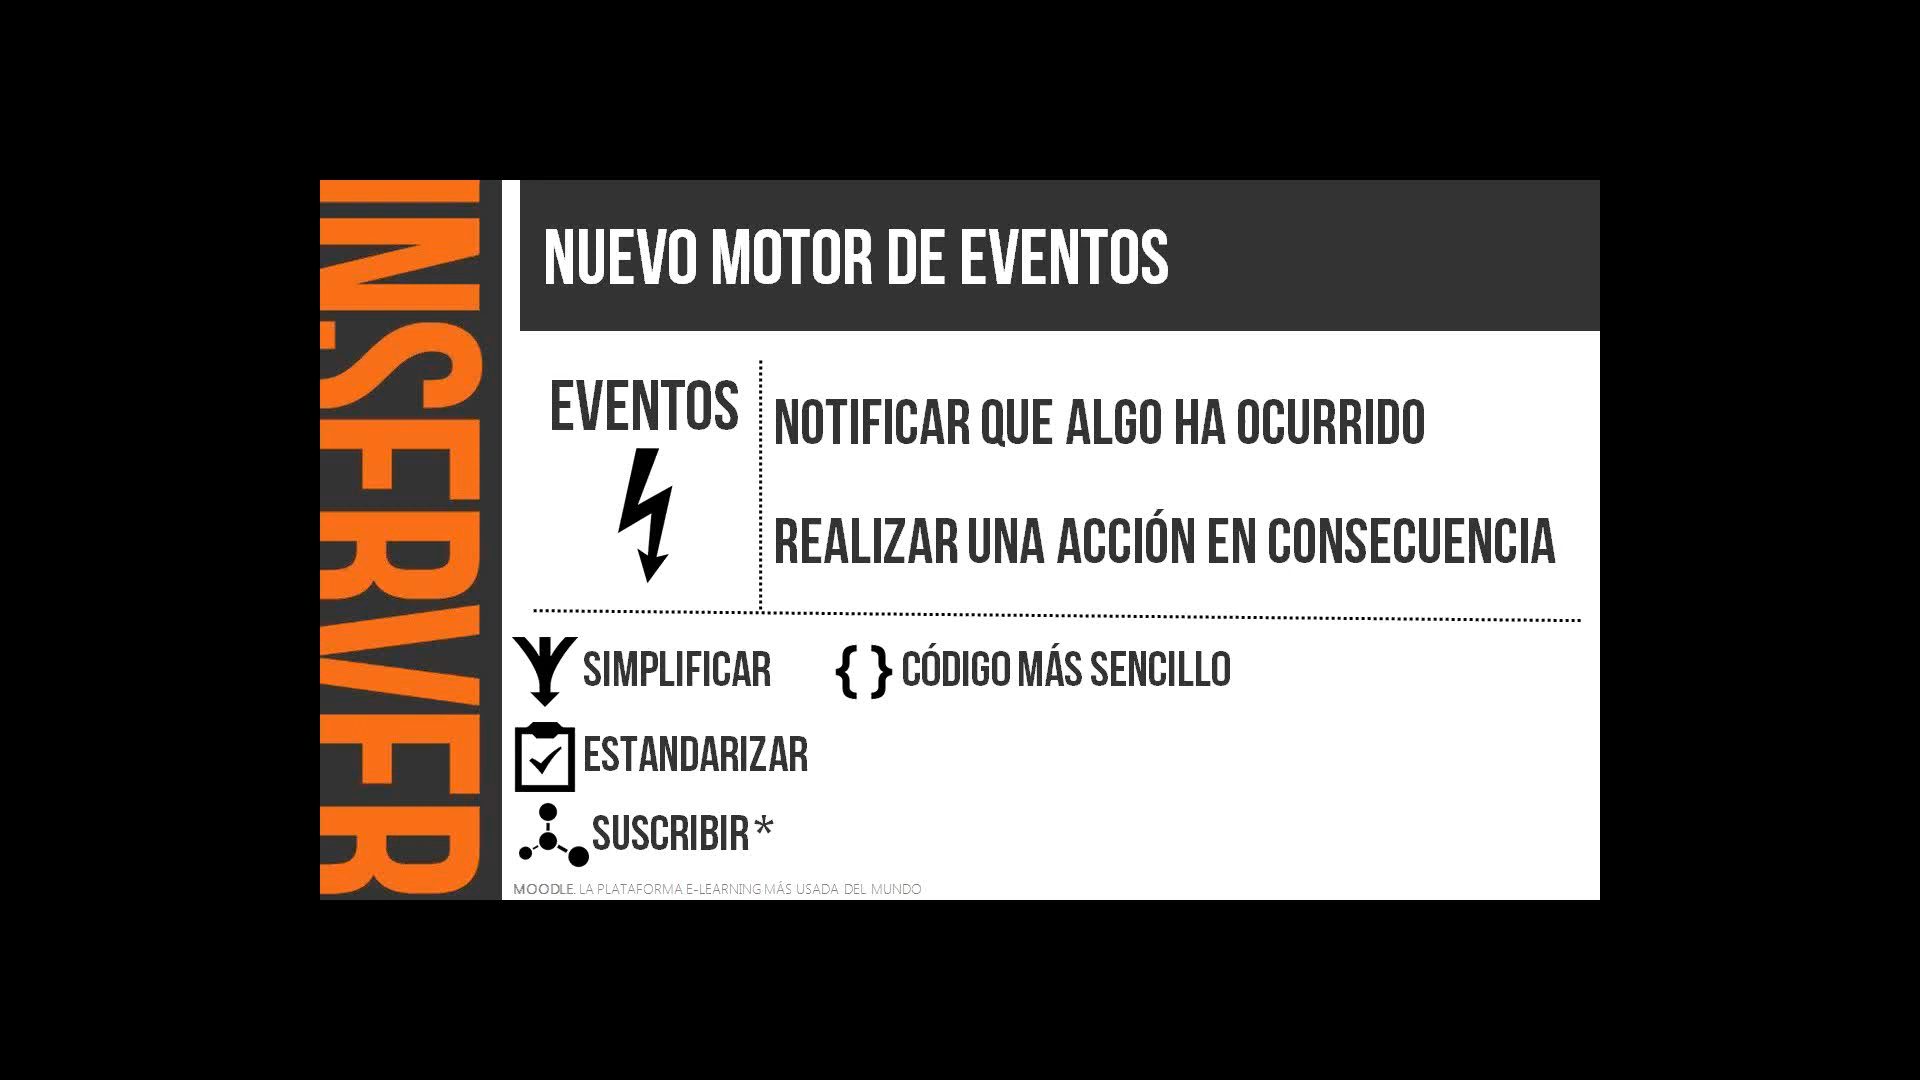 INSERVER
NUEVO MOTOR DE EVENTOS
EVENTOS
NOTIFICAR QUE ALGO HA OCURRIDO
REALIZAR UNA ACCIÓN EN CONSECUENCIA
SIMPLIFICAR
{ } CÓDIGO MÁS SENCILLO
ESTANDARIZAR
SUSCRIBIR*
MOODLE. LA PLATAFORMA E-LEARNING MÁS USADA DEL MUNDO